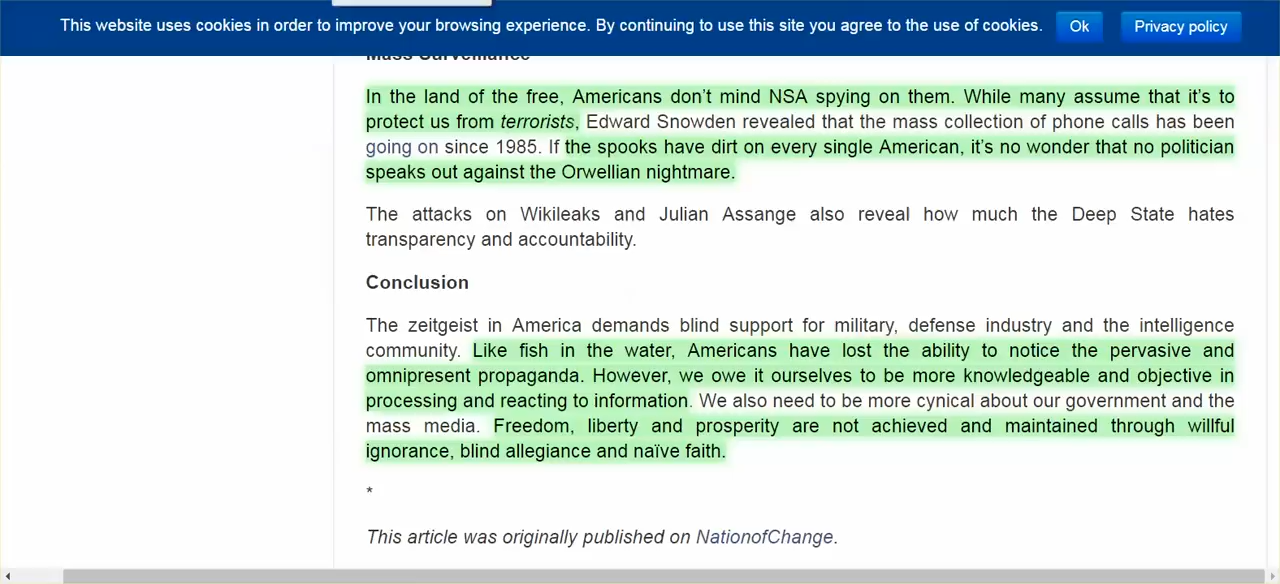 This website uses cookies in order to improve your browsing experience. By continuing to use this site you agree to the use of cookies. Ok Privacy policy
Mass Surveillance
In the land of the free, Americans don’t mind NSA spying on them. While many assume that it’s to
protect us from terrorists, Edward Snowden revealed that the mass collection of phone calls has been
going on since 1985. If the spooks have dirt on every single American, it’s no wonder that no politician
speaks out against the Orwellian nightmare.
The attacks on Wikileaks and Julian Assange also reveal how much the Deep State hates
transparency and accountability.
Conclusion
The zeitgeist in America demands blind support for military, defense industry and the intelligence
community. Like fish in the water, Americans have lost the ability to notice the pervasive and
omnipresent propaganda. However, we owe it ourselves to be more knowledgeable and objective in
processing and reacting to information. We also need to be more cynical about our government and the
mass media. Freedom, liberty and prosperity are not achieved and maintained through willful
ignorance, blind allegiance and naïve faith.
*
This article was originally published on NationofChange.